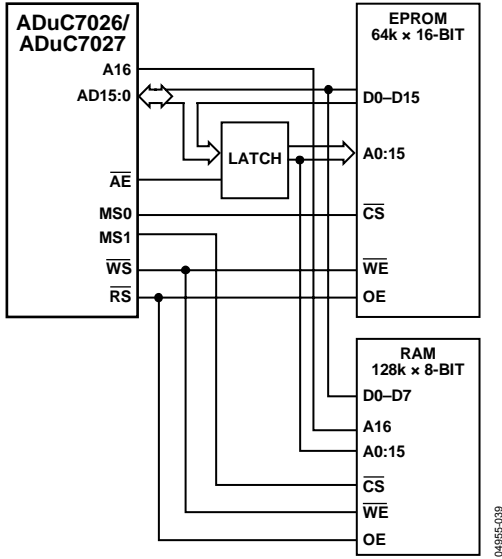 ADuC7026/
ADuC7027
A16
AD15:0
AE
MS0
MS1
WS
RS
LATCH
EPROM
64k × 16-BIT
D0–D15
A0:15
CS
WE
OE
RAM
128k × 8-BIT
D0–D7
A16
A0:15
CS
WE
OE
04955-039